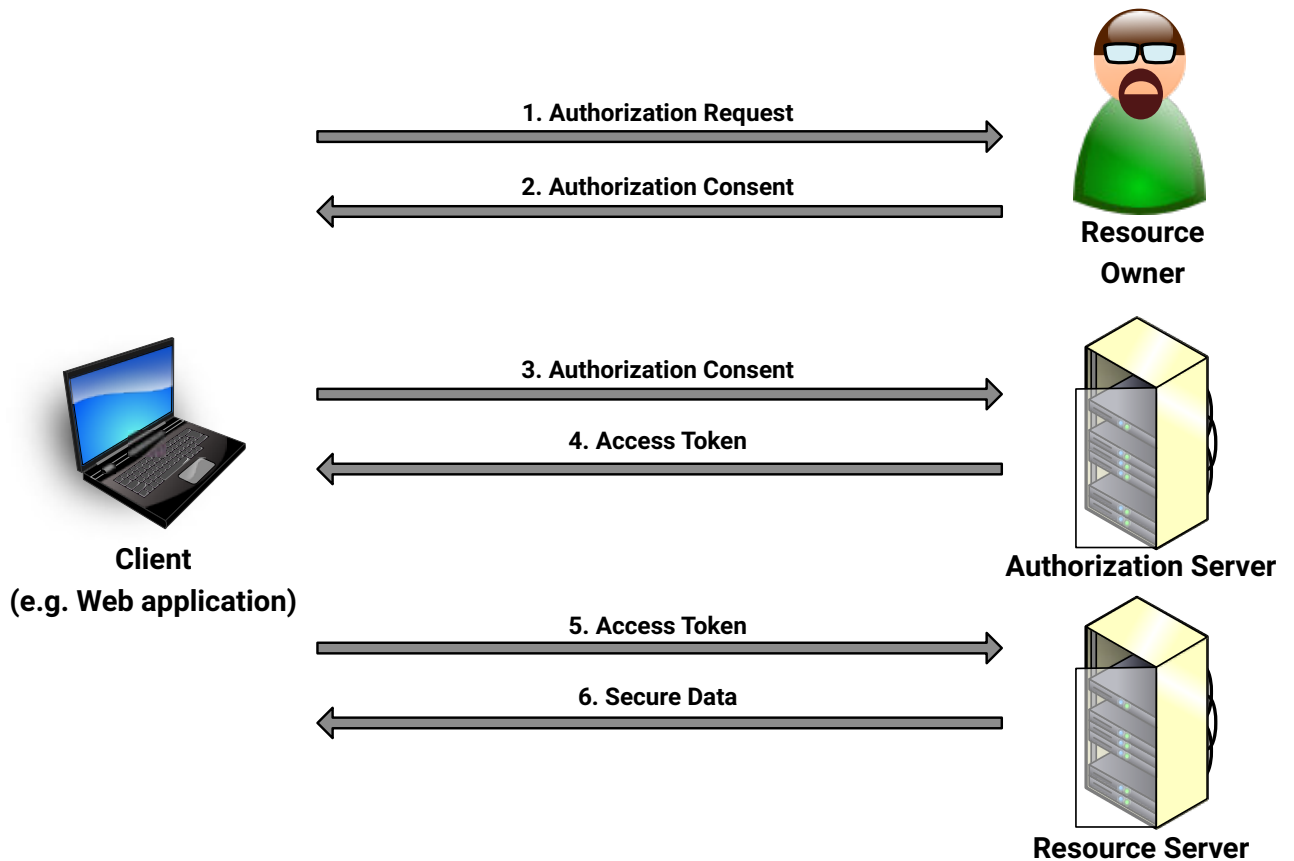 1. Authorization Request
2. Authorization Consent
Resource
Owner
3. Authorization Consent
4. Access Token
Client
(e.g. Web application)
Authorization Server
5. Access Token
6. Secure Data
Resource Server